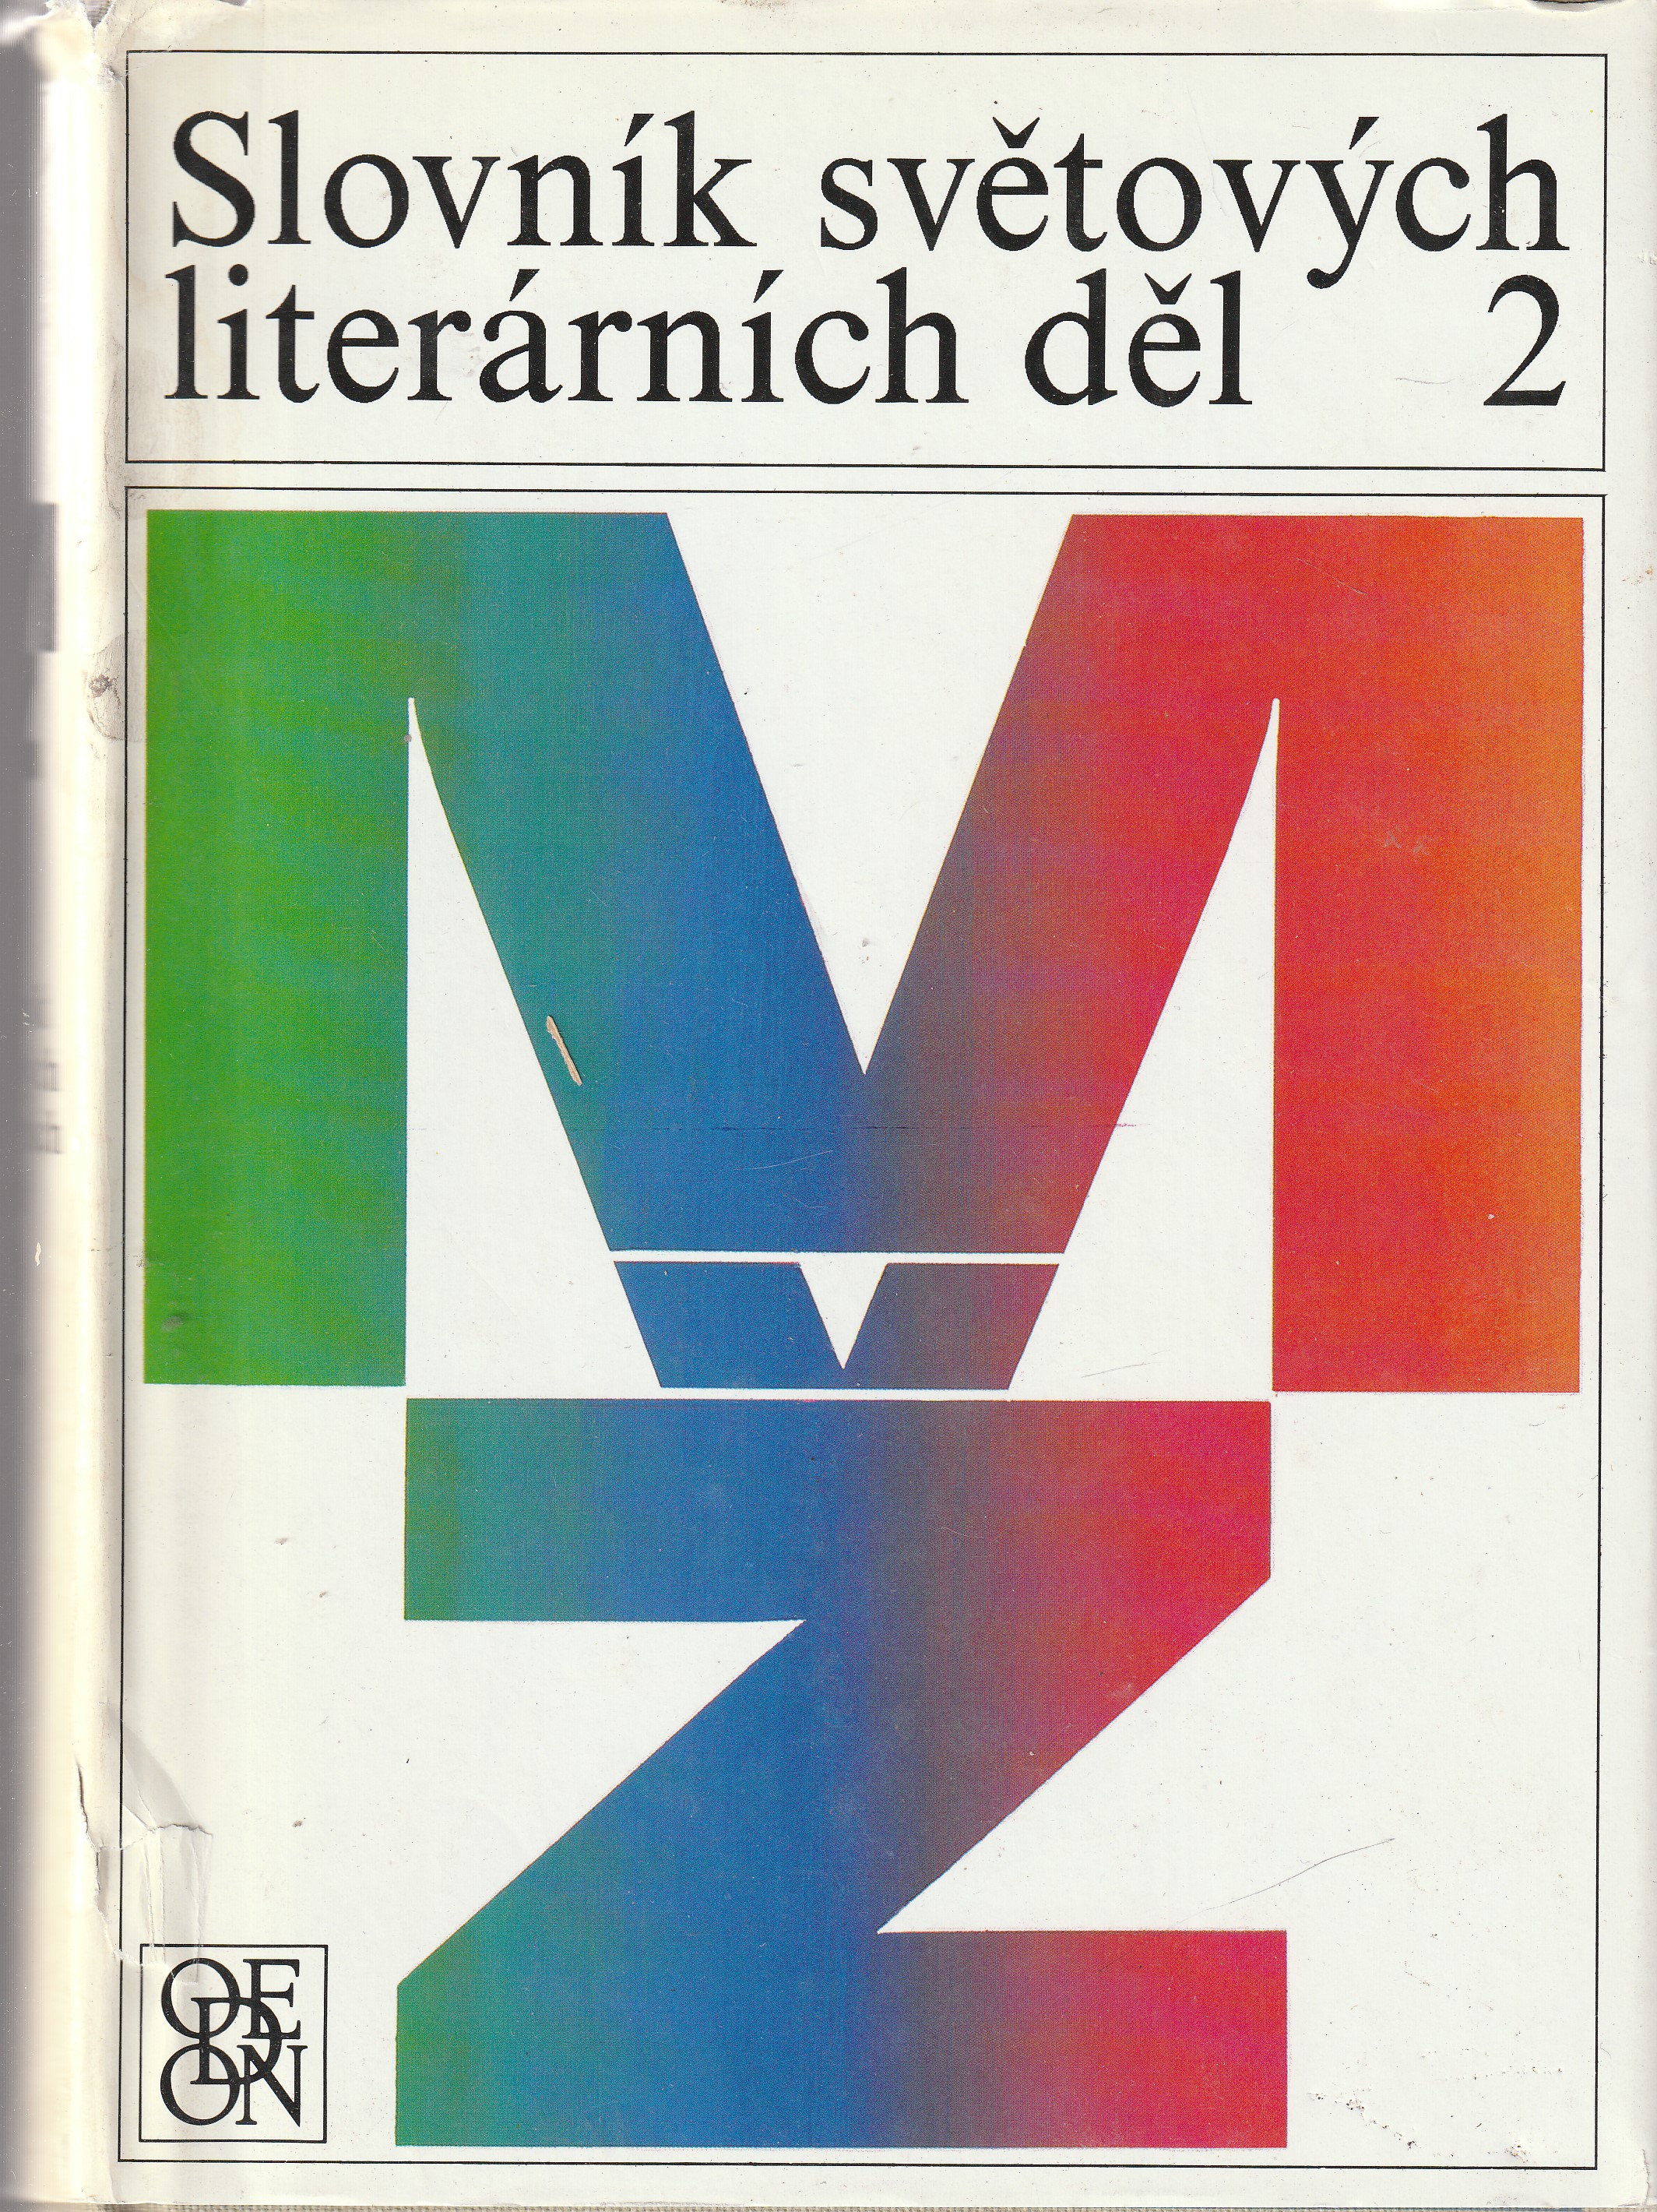 Slovník světových
literárních děl 2
M
Ž
ODEON